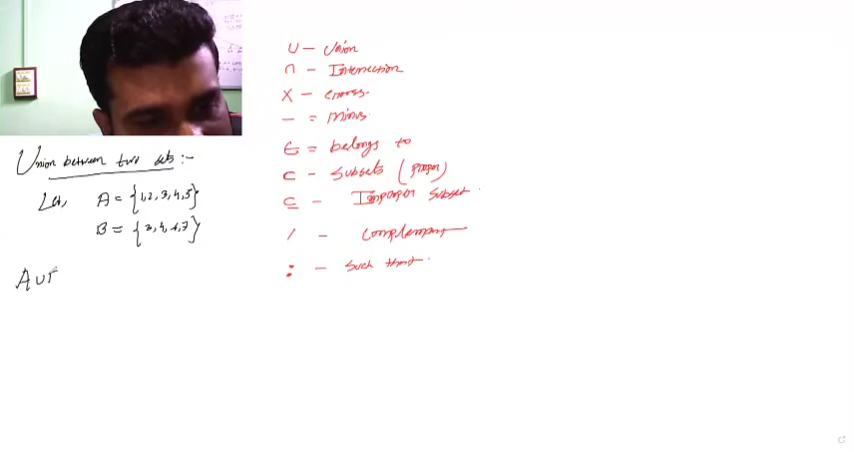 Union between two sets :-
Let, A = {1, 2, 3, 4, 5}
B = {3, 4, 6, 7}
A ∪ B
∪ - Union
∩ - Intersection
X - cross
- = Minus
∈ = belongs to
⊂ - subsets (proper)
⊆ - Improper subset
/ - complement
: - such that